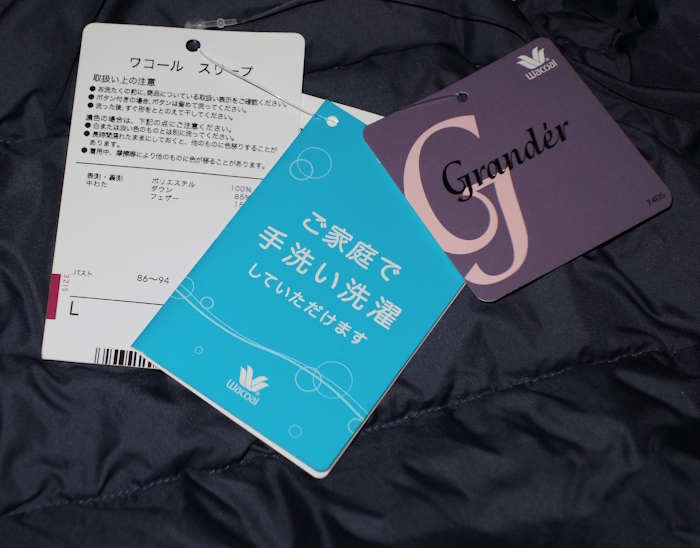 ワコール スリープ
取扱い上の注意
● お洗たくの前に、商品についている取扱い表示をご確認ください。
● ボタン付きの場合、ボタンは留めて洗ってください。
● 洗った後、すぐ形をととのえて干してください。
濃色の場合は、下記の点にご注意ください。
● 白または淡い色のものとは別に洗ってください。
● 長時間濡れたままにしておくと、他のものに色移りすることが
あります。
● 着用中、摩擦等により他のものに色が移ることがあります。
表側・裏側 ポリエステル 100%
中わた ダウン 85%
フェザー
SIZE
バスト 86〜94
L
ご家庭で
手洗い洗濯
していただけます
Wacoal
Wacoal
Grandér
G
7405